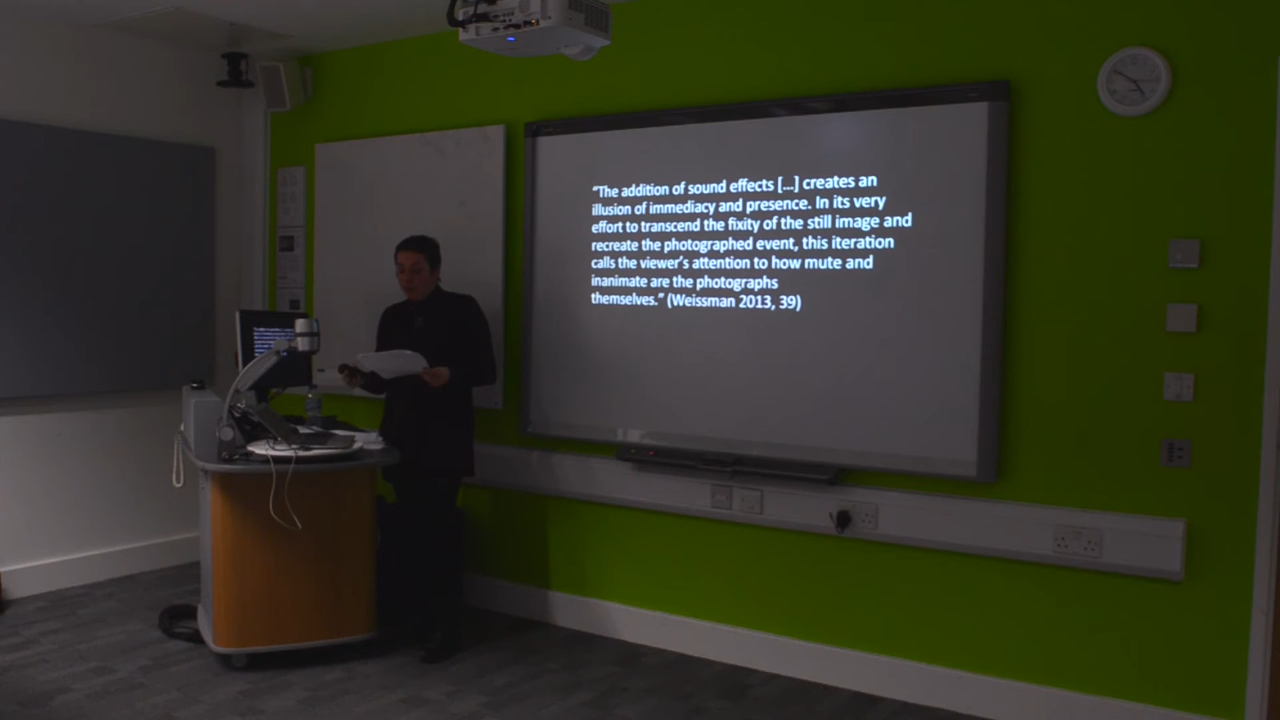 “The addition of sound effects [...] creates an
illusion of immediacy and presence. In its very
effort to transcend the fixity of the still image and
recreate the photographed event, this iteration
calls the viewer’s attention to how mute and
inanimate are the photographs
themselves.” (Weissman 2013, 39)